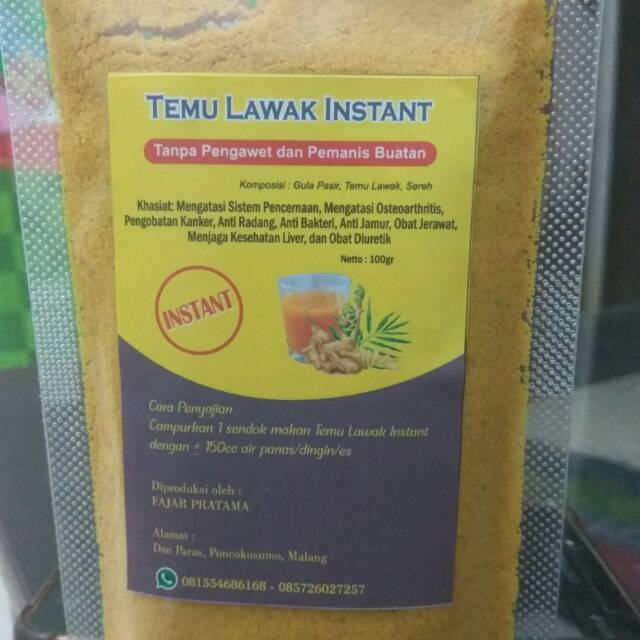 TEMU LAWAK INSTANT
Tanpa Pengawet dan Pemanis Buatan
Komposisi : Gula Pasir, Temu Lawak, Sereh
Khasiat: Mengatasi Sistem Pencernaan, Mengatasi Osteoarthritis,
Pengobatan Kanker, Anti Radang, Anti Bakteri, Anti Jamur, Obat Jerawat,
Menjaga Kesehatan Liver, dan Obat Diuretik
Netto : 100gr
INSTANT
Cara Penyajian :
Campurkan 1 sendok makan Temu Lawak Instant
dengan ± 150cc air panas/dingin/es
Diproduksi oleh :
FAJAR PRATAMA
Alamat :
Dsn Paras, Poncokusumo, Malang
081554686168 - 085726027257